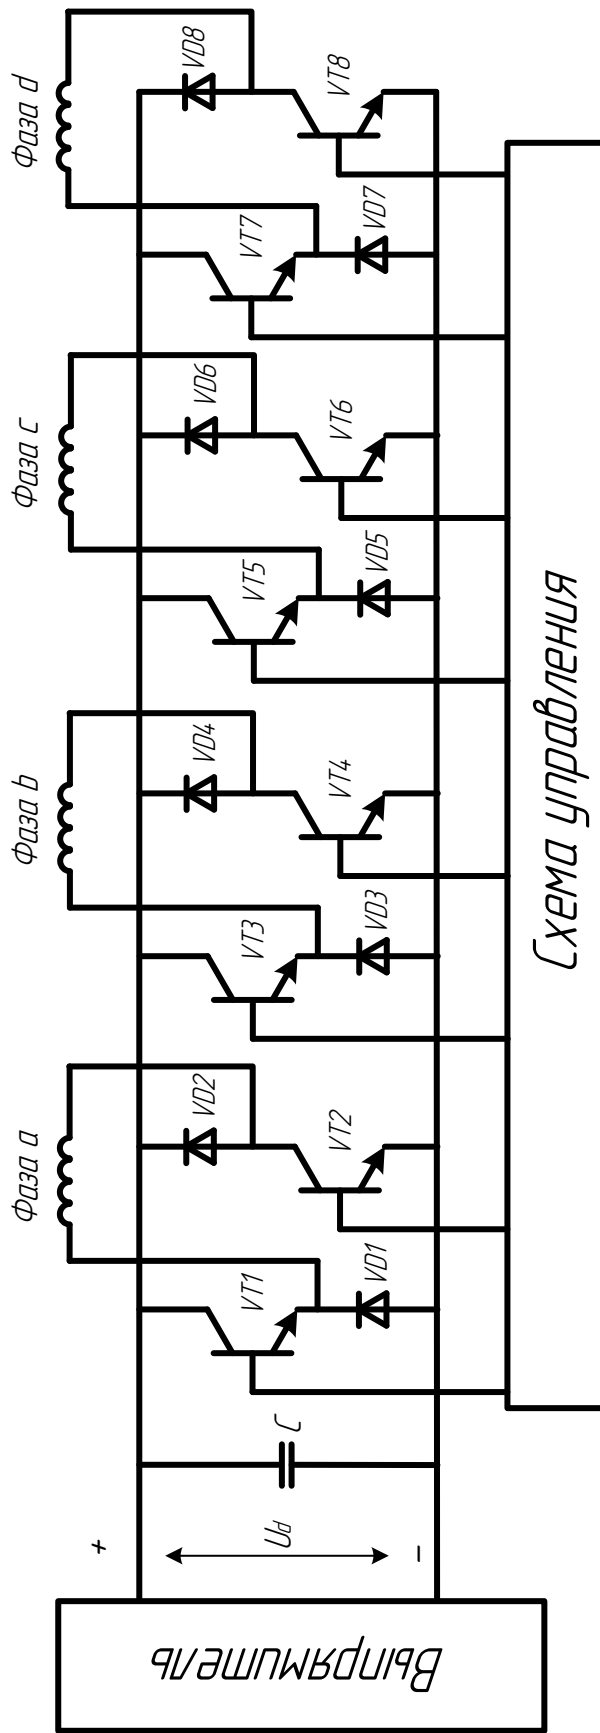 Фаза a
Фаза b
Фаза c
Фаза d
+
VT1
VD2
VT3
VD4
VT5
VD6
VT7
VD8
Ud
C
VD1
VT2
VD3
VT4
VD5
VT6
VD7
VT8
−
Выпрямитель
Схема управления